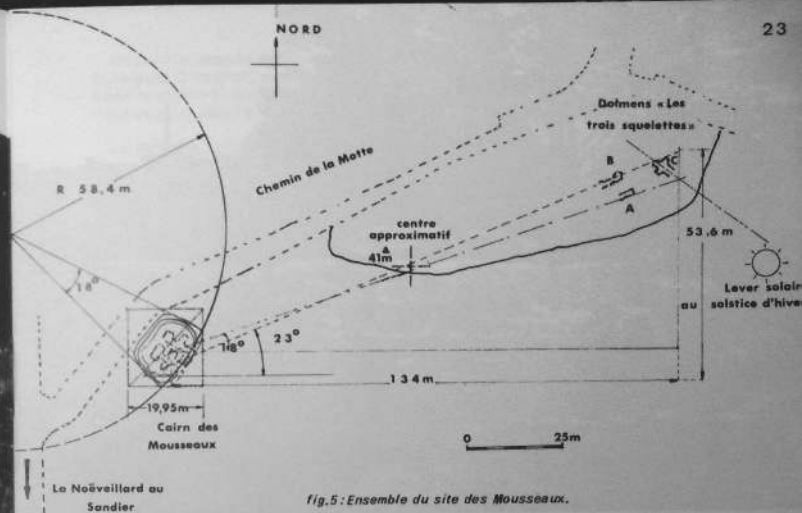 23
NORD
Dolmens « Les
trois squelettes»
R 58,4 m
Chemin de la Motte
B
C
A
centre
approximatif
41m
53,6 m
18°
Lever solaire
au solstice d'hiver
18°
23°
134m
19,95m
Cairn des
Mousseaux
0 25m
La Noëveillard au
Sandier
fig.5: Ensemble du site des Mousseaux.